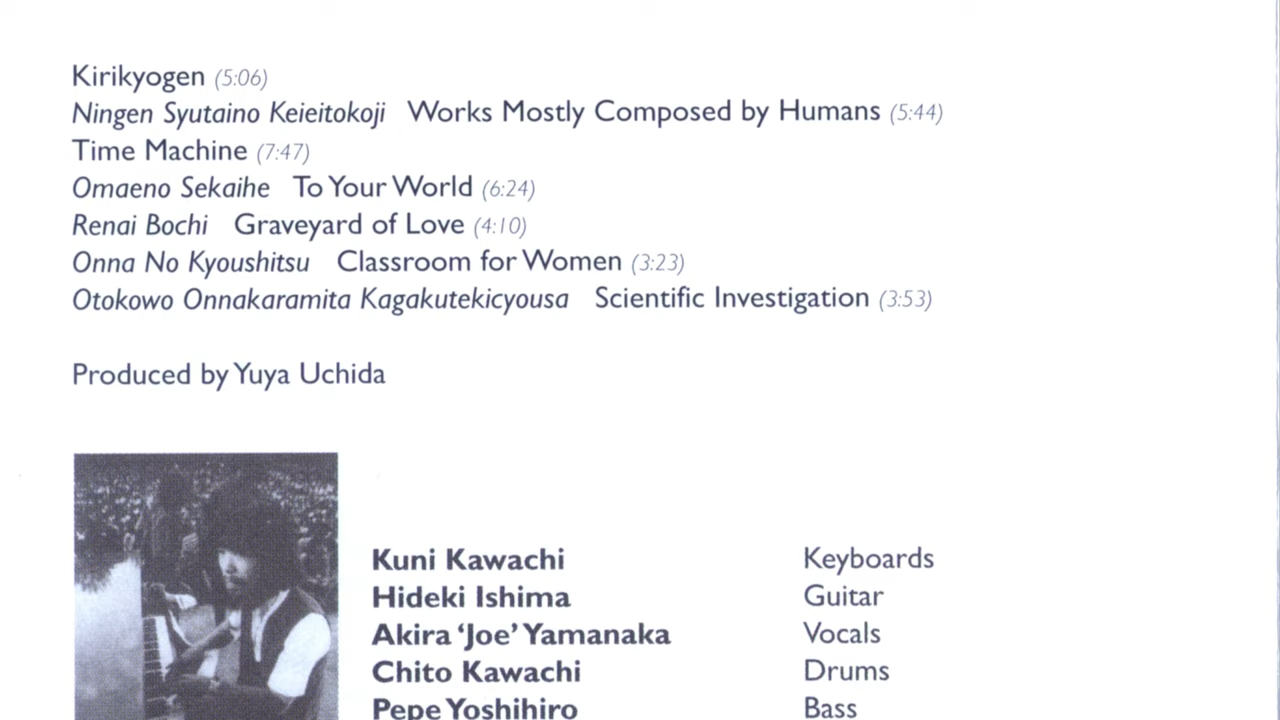 Kirikyogen (5:06)
Ningen Syutaino Keieitokoji Works Mostly Composed by Humans (5:44)
Time Machine (7:47)
Omaeno Sekaihe To Your World (6:24)
Renai Bochi Graveyard of Love (4:10)
Onna No Kyoushitsu Classroom for Women (3:23)
Otokowo Onnakaramita Kagakutekicyousa Scientific Investigation (3:53)
Produced by Yuya Uchida
Kuni Kawachi Keyboards
Hideki Ishima Guitar
Akira ‘Joe’ Yamanaka Vocals
Chito Kawachi Drums
Pepe Yoshihiro Bass